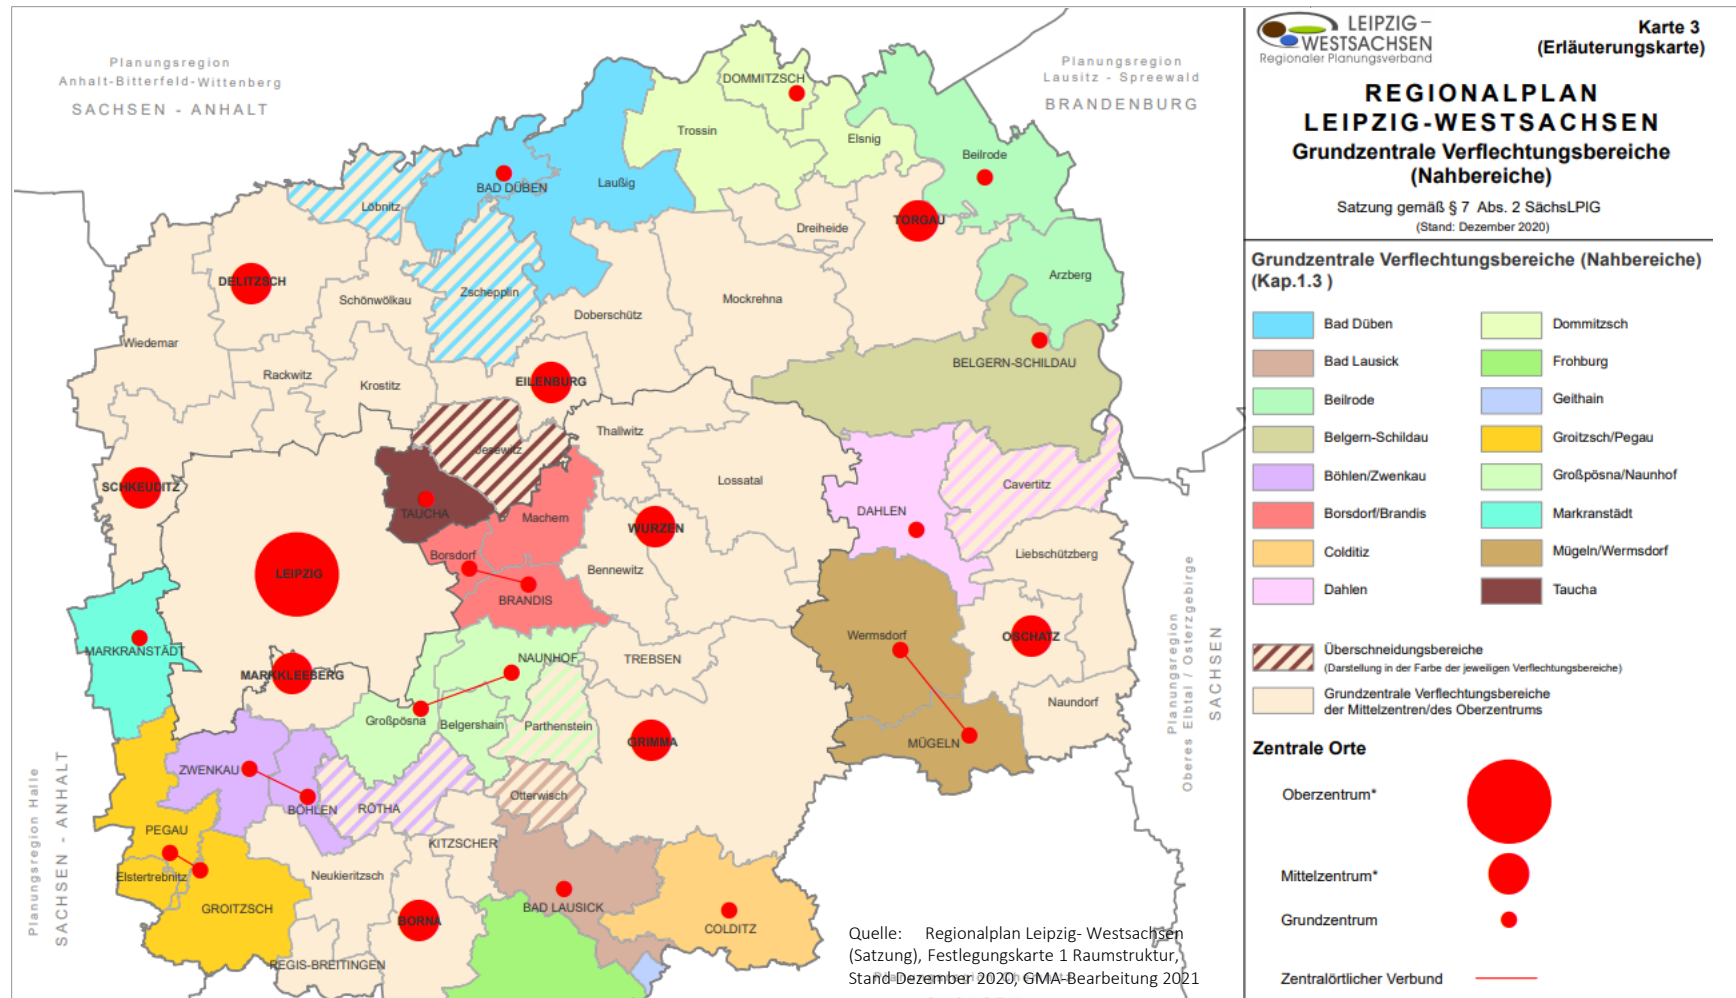 Planungsregion
Anhalt-Bitterfeld-Wittenberg
SACHSEN - ANHALT
Planungsregion
Lausitz - Spreewald
BRANDENBURG
DOMMITZSCH
Trossin
Elsnig
Beilrode
BAD DÜBEN
Laußig
Löbnitz
Dreiheide
TORGAU
DELITZSCH
Schönwölkau
Zschepplin
Arzberg
Mockrehna
Doberschütz
Wiedemar
Rackwitz
Krostitz
EILENBURG
BELGERN-SCHILDAU
Thallwitz
Jesewitz
Lossatal
Cavertitz
SCHKEUDITZ
TAUCHA
Machern
WURZEN
DAHLEN
Borsdorf
Liebschützberg
LEIPZIG
Bennewitz
BRANDIS
Wermsdorf
OSCHATZ
MARKRANSTÄDT
NAUNHOF
TREBSEN
MARKKLEEBERG
Naundorf
Großpösna
Belgershain
Parthenstein
GRIMMA
MÜGELN
ZWENKAU
Otterwisch
BÖHLEN
RÖTHA
PEGAU
KITZSCHER
Elstertrebnitz
Neukieritzsch
GROITZSCH
BAD LAUSICK
BORNA
COLDITZ
REGIS-BREITINGEN
Planungsregion Halle
SACHSEN - ANHALT
Planungsregion
Oberes Elbtal / Osterzgebirge
SACHSEN
Quelle: Regionalplan Leipzig- Westsachsen
(Satzung), Festlegungskarte 1 Raumstruktur,
Stand Dezember 2020, GMA-Bearbeitung 2021
LEIPZIG –
WESTSACHSEN
Regionaler Planungsverband
Karte 3
(Erläuterungskarte)
REGIONALPLAN
LEIPZIG-WESTSACHSEN
Grundzentrale Verflechtungsbereiche
(Nahbereiche)
Satzung gemäß § 7 Abs. 2 SächsLPlG
(Stand: Dezember 2020)
Grundzentrale Verflechtungsbereiche (Nahbereiche)
(Kap.1.3 )
Bad Düben
Dommitzsch
Bad Lausick
Frohburg
Beilrode
Geithain
Belgern-Schildau
Groitzsch/Pegau
Böhlen/Zwenkau
Großpösna/Naunhof
Borsdorf/Brandis
Markranstädt
Colditiz
Mügeln/Wermsdorf
Dahlen
Taucha
Überschneidungsbereiche
(Darstellung in der Farbe der jeweiligen Verflechtungsbereiche)
Grundzentrale Verflechtungsbereiche
der Mittelzentren/des Oberzentrums
Zentrale Orte
Oberzentrum*
Mittelzentrum*
Grundzentrum
Zentralörtlicher Verbund